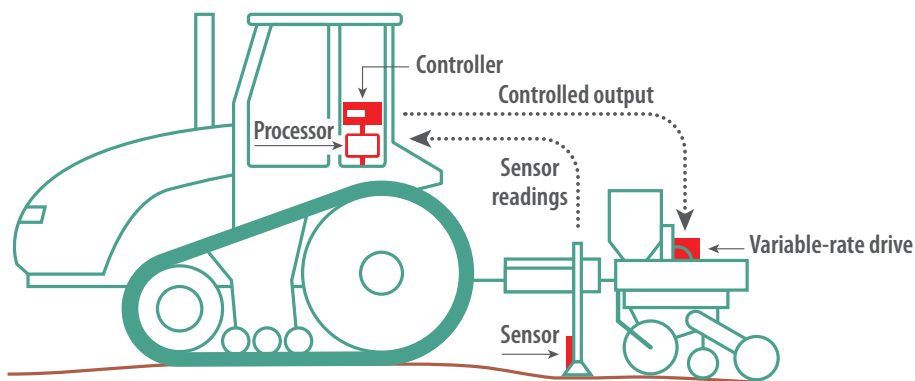 Controller
Controlled output
Processor
Sensor
readings
Variable-rate drive
Sensor